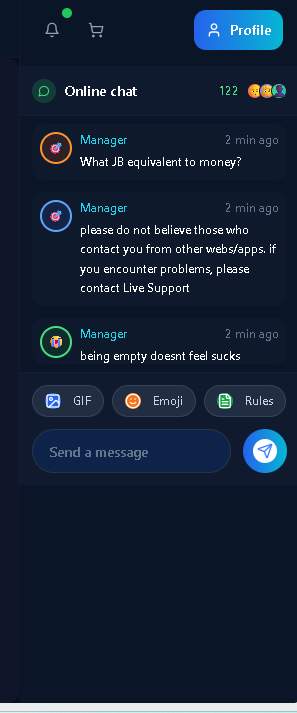 Profile
Online chat
122
Manager
2 min ago
What JB equivalent to money?
Manager
2 min ago
please do not believe those who
contact you from other webs/apps. if
you encounter problems, please
contact Live Support
Manager
2 min ago
being empty doesnt feel sucks
GIF
Emoji
Rules
Send a message